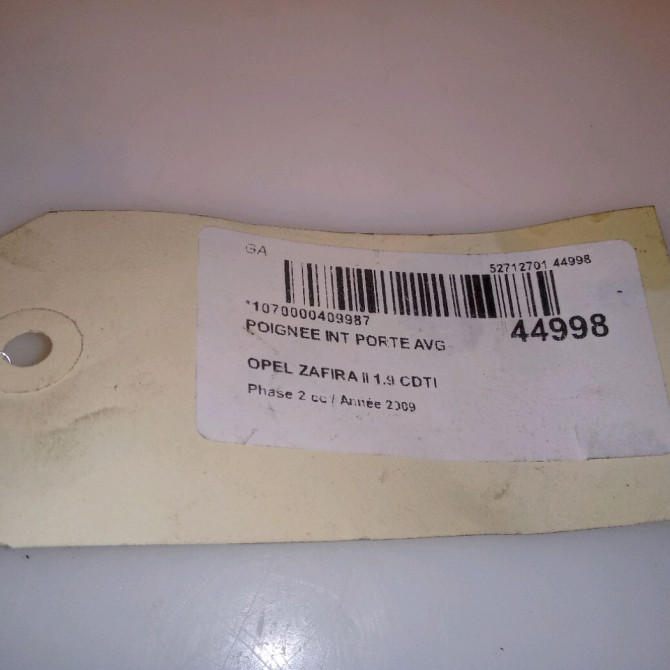 GA
52712701 44998
*1070000409987
POIGNEE INT PORTE AVG
44998
OPEL ZAFIRA II 1.9 CDTI
Phase 2 cc / Année 2009